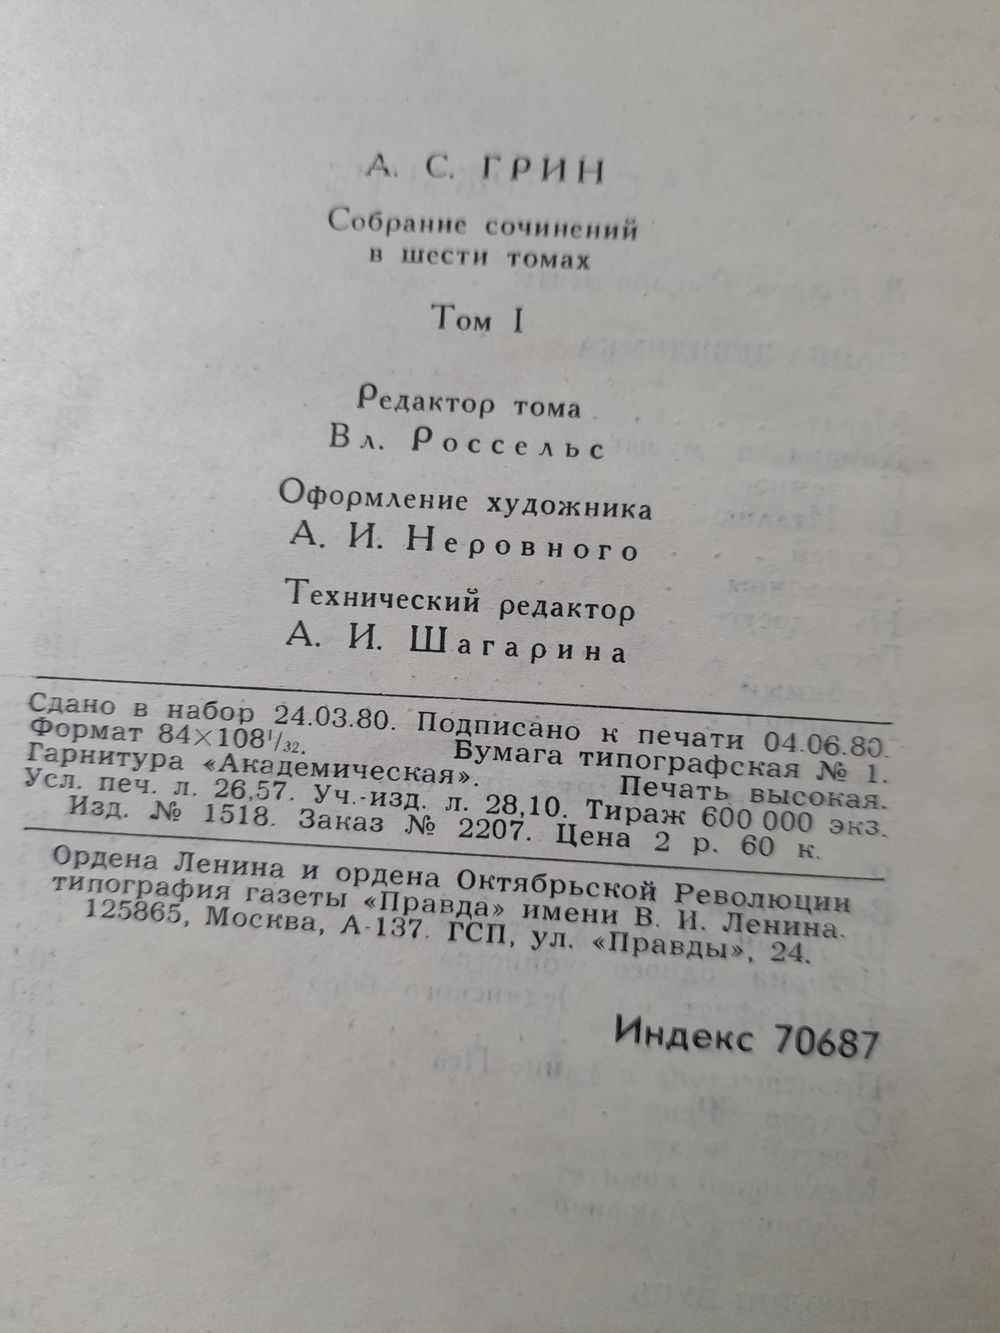 А. С. ГРИН
Собрание сочинений
в шести томах
Том I
Редактор тома
Вл. Россельс
Оформление художника
А. И. Неровного
Технический редактор
А. И. Шагарина
Сдано в набор 24.03.80. Подписано к печати 04.06.80.
Формат 84×108¹/₃₂. Бумага типографская № 1.
Гарнитура «Академическая». Печать высокая.
Усл. печ. л. 26,57. Уч.-изд. л. 28,10. Тираж 600 000 экз.
Изд. № 1518. Заказ № 2207. Цена 2 р. 60 к.
Ордена Ленина и ордена Октябрьской Революции
типография газеты «Правда» имени В. И. Ленина.
125865, Москва, А-137. ГСП, ул. «Правды», 24.
Индекс 70687